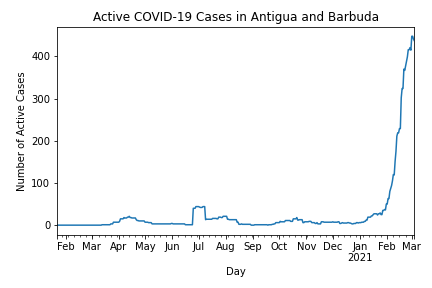 Active COVID-19 Cases in Antigua and Barbuda
Number of Active Cases
400
300
200
100
0
Feb Mar Apr May Jun Jul Aug Sep Oct Nov Dec Jan Feb Mar
2021
Day